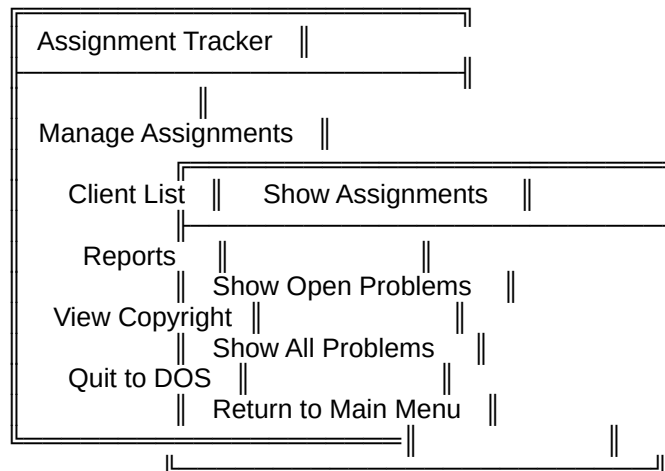 Assignment Tracker
Manage Assignments
Client List Show Assignments
Reports
Show Open Problems
View Copyright
Show All Problems
Quit to DOS
Return to Main Menu